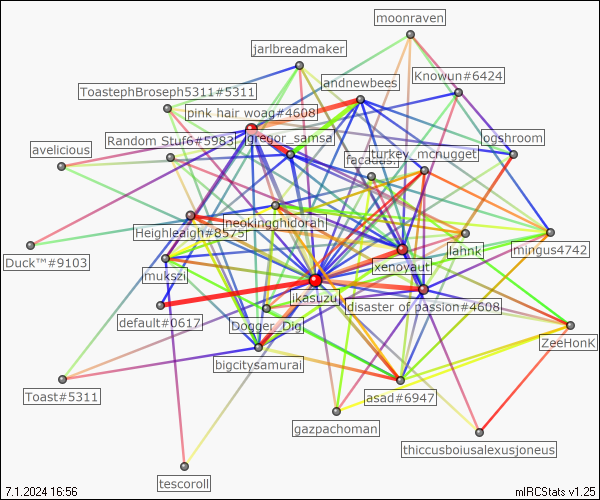 moonraven
jarlbreadmaker
andnewbees
Knowun#6424
ToastephBroseph5311#5311
pink hair woag#4608
Random Stuf6#5983
gregor_samsa
ogshroom
avelicious
turkey_mcnugget
neokingghidorah
Heighleaigh#8575
lahnk
mingus4742
Duck™#9103
xenoyaut
mukszi
ikasuzu
disaster of passion#4608
default#0617
Dogger_Dig
ZeeHonK
bigcitysamurai
Toast#5311
asad#6947
gazpachoman
thiccusboiusalexusjoneus
tescoroll
7.1.2024 16:56
mIRCStats v1.25